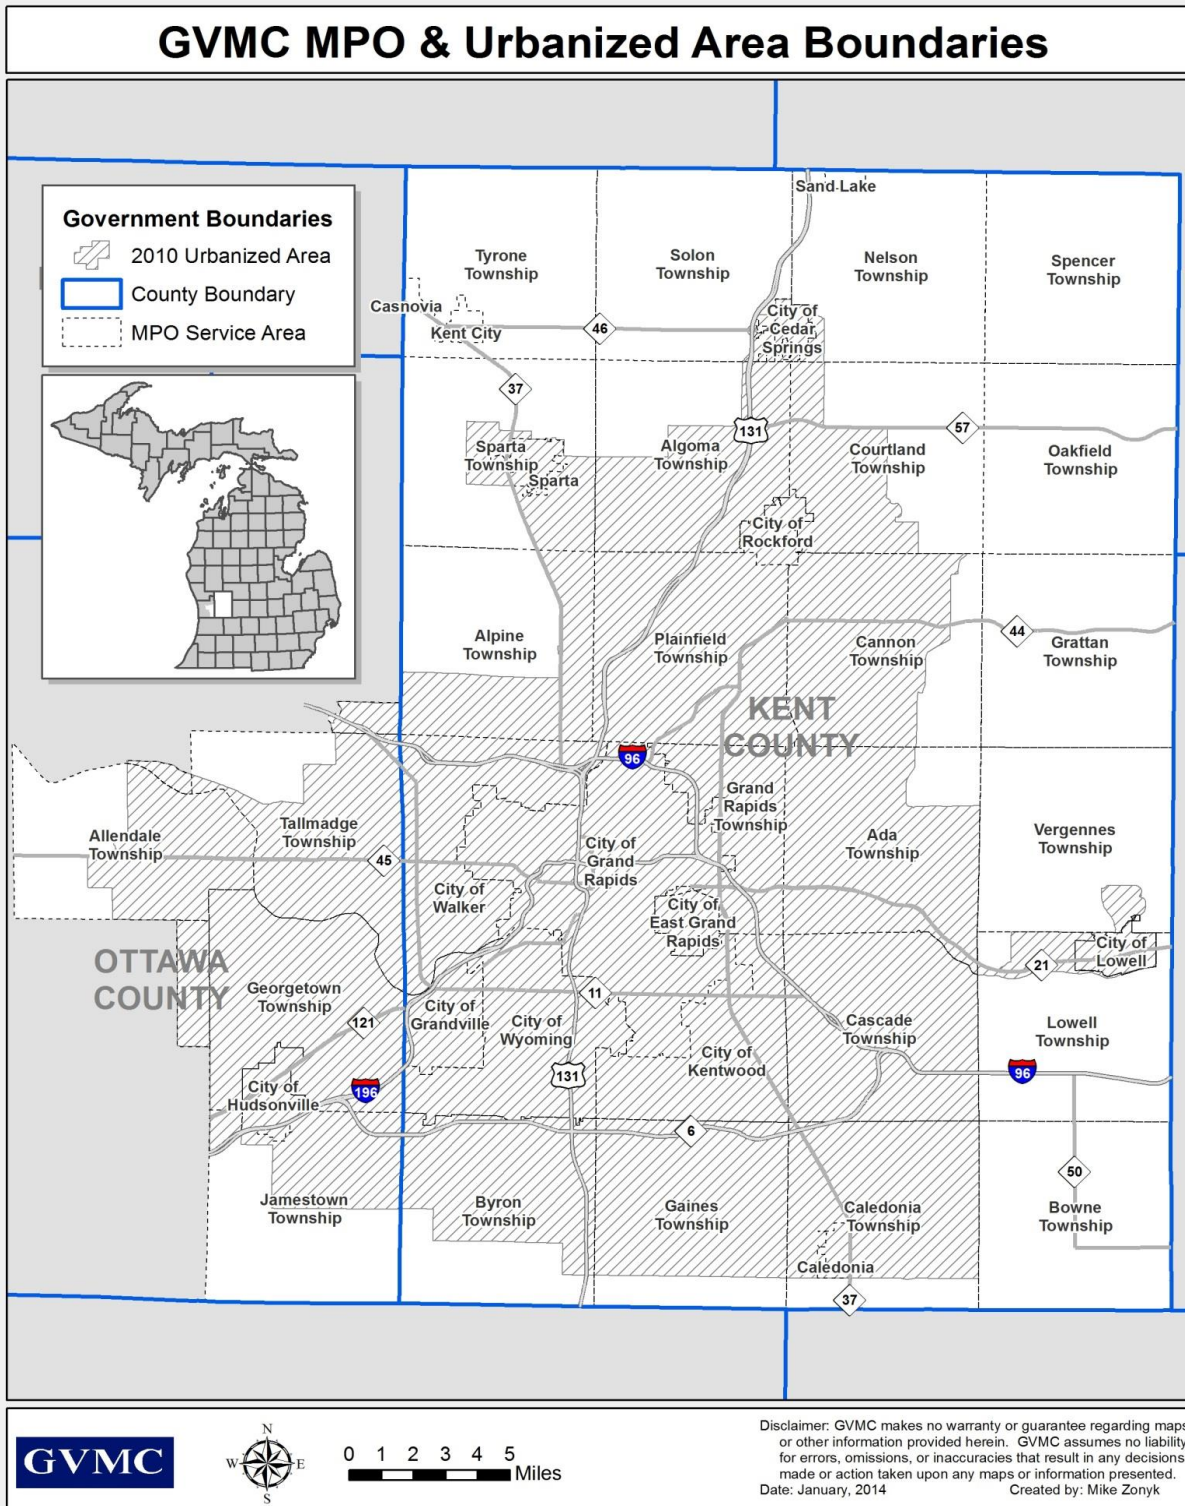 GVMC MPO & Urbanized Area Boundaries
Government Boundaries
2010 Urbanized Area
County Boundary
MPO Service Area
Sand Lake
Tyrone
Township
Solon
Township
Nelson
Township
Spencer
Township
Casnovia
Kent City
46
City of
Cedar
Springs
37
131
57
Sparta
Township
Sparta
Algoma
Township
Courtland
Township
Oakfield
Township
City of
Rockford
Alpine
Township
Plainfield
Township
Cannon
Township
44
Grattan
Township
KENT
COUNTY
96
Grand
Rapids
Township
Allendale
Township
Tallmadge
Township
45
City of
Grand
Rapids
Ada
Township
Vergennes
Township
City of
Walker
City of
East Grand
Rapids
City of
Lowell
21
OTTAWA
COUNTY
Georgetown
Township
121
City of
Grandville
11
City of
Wyoming
Cascade
Township
Lowell
Township
City of
Kentwood
131
96
196
City of
Hudsonville
6
50
Jamestown
Township
Byron
Township
Gaines
Township
Caledonia
Township
Bowne
Township
Caledonia
37
GVMC
N
W
E
S
0 1 2 3 4 5
Miles
Disclaimer: GVMC makes no warranty or guarantee regarding maps
or other information provided herein. GVMC assumes no liability
for errors, omissions, or inaccuracies that result in any decisions
made or action taken upon any maps or information presented.
Date: January, 2014 Created by: Mike Zonyk